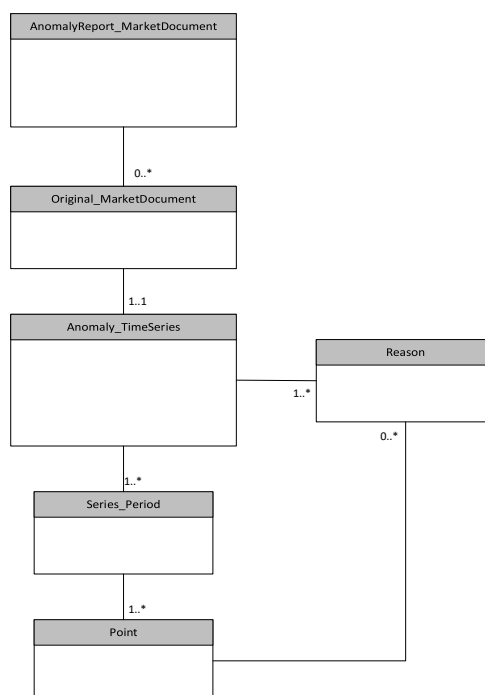 AnomalyReport_MarketDocument
0..*
Original_MarketDocument
1..1
Anomaly_TimeSeries
Reason
1..*
0..*
1..*
Series_Period
1..*
Point